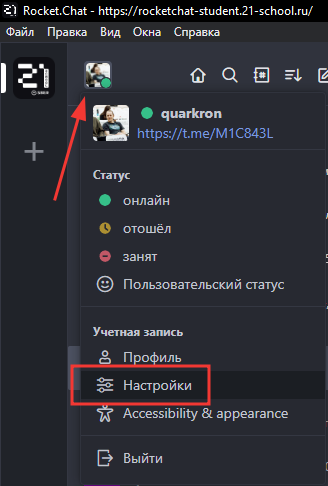 Rocket.Chat - https://rocketchat-student.21-school.ru/
Файл Правка Вид Окна Справка
21
quarkron
https://t.me/M1C843L
Статус
онлайн
отошёл
занят
Пользовательский статус
Учетная запись
Профиль
Настройки
Accessibility & appearance
Выйти